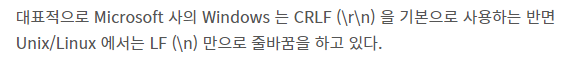 대표적으로 Microsoft 사의 Windows 는 CRLF (\r\n) 을 기본으로 사용하는 반면
Unix/Linux 에서는 LF (\n) 만으로 줄바꿈을 하고 있다.